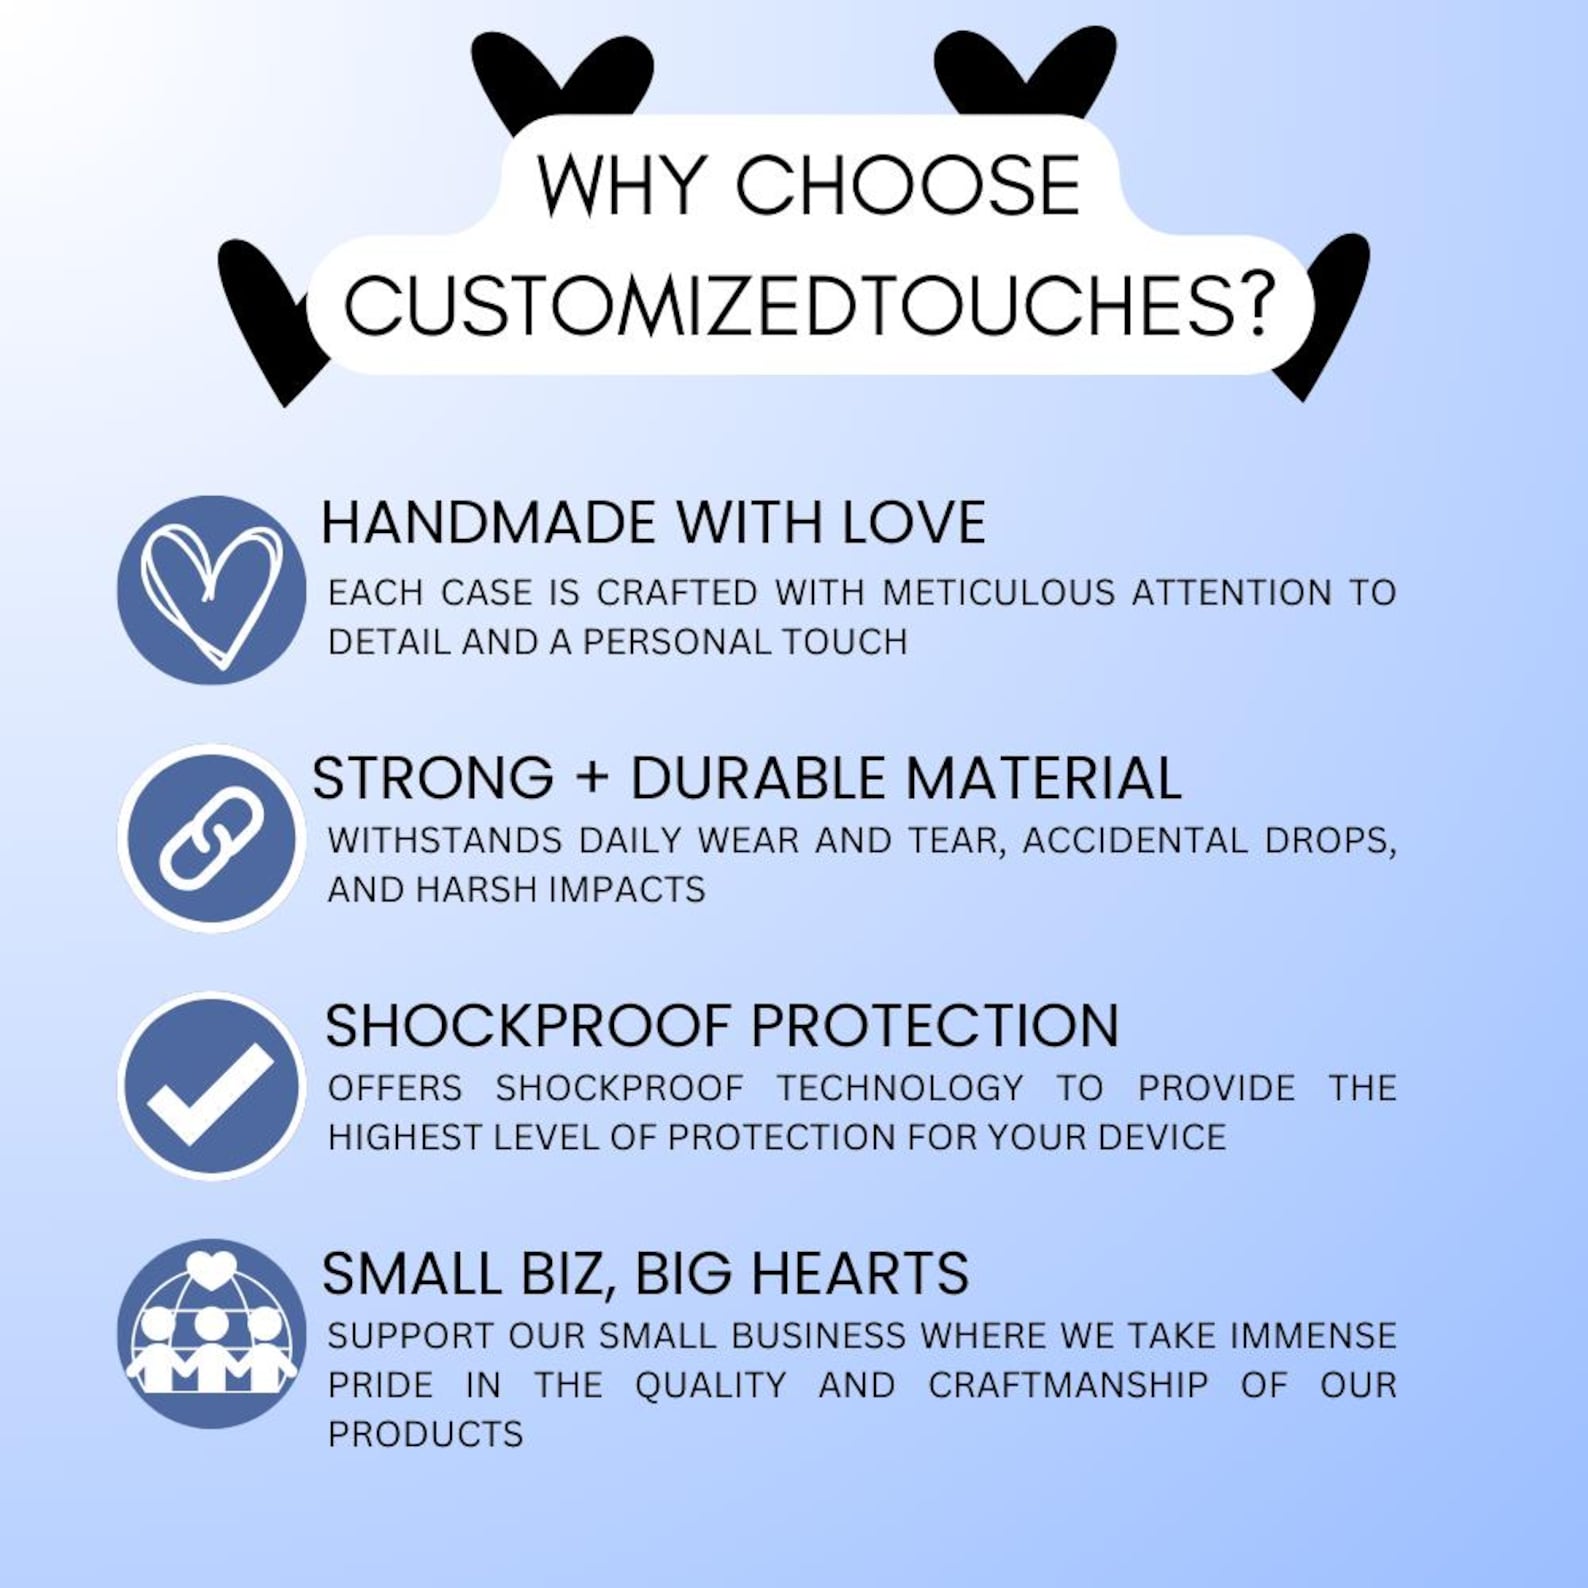 WHY CHOOSE
CUSTOMIZEDTOUCHES?
HANDMADE WITH LOVE
EACH CASE IS CRAFTED WITH METICULOUS ATTENTION TO
DETAIL AND A PERSONAL TOUCH
STRONG + DURABLE MATERIAL
WITHSTANDS DAILY WEAR AND TEAR, ACCIDENTAL DROPS,
AND HARSH IMPACTS
SHOCKPROOF PROTECTION
OFFERS SHOCKPROOF TECHNOLOGY TO PROVIDE THE
HIGHEST LEVEL OF PROTECTION FOR YOUR DEVICE
SMALL BIZ, BIG HEARTS
SUPPORT OUR SMALL BUSINESS WHERE WE TAKE IMMENSE
PRIDE IN THE QUALITY AND CRAFTMANSHIP OF OUR
PRODUCTS